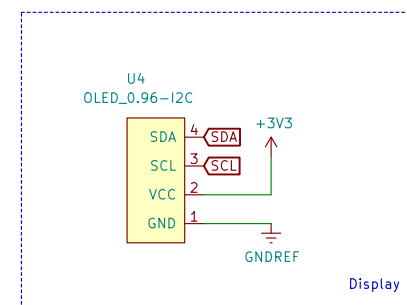 U4
OLED_0.96-I2C
+3V3
SDA 4 SDA
SCL 3 SCL
VCC 2
GND 1
GNDREF
Display